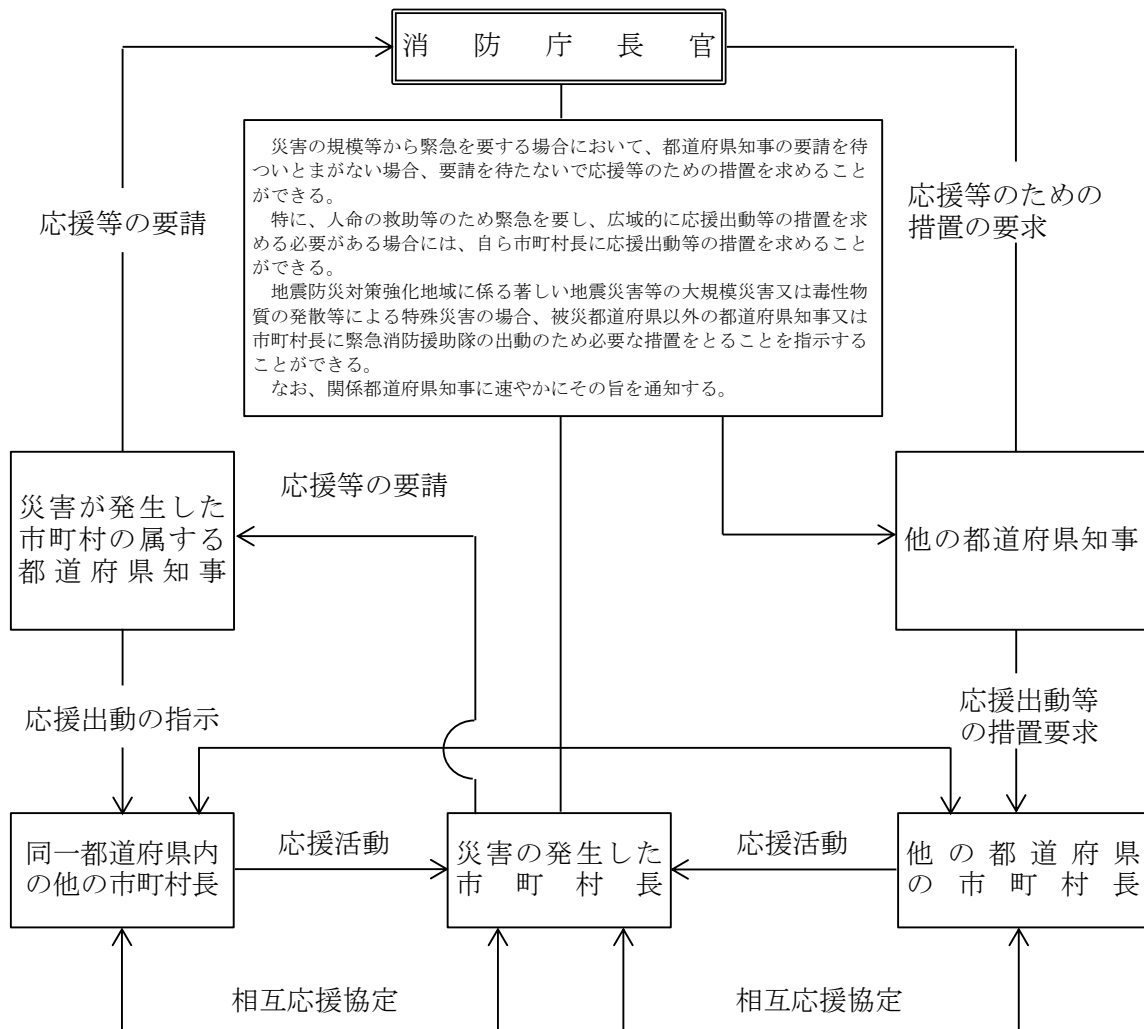 消防庁長官
災害の規模等から緊急を要する場合において、都道府県知事の要請を待
ついとまがない場合、要請を待たないで応援等のための措置を求めること
ができる。
特に、人命の救助等のため緊急を要し、広域的に応援出動等の措置を求
める必要がある場合には、自ら市町村長に応援出動等の措置を求めること
ができる。
地震防災対策強化地域に係る著しい地震災害等の大規模災害又は毒性物
質の発散等による特殊災害の場合、被災都道府県以外の都道府県知事又は
市町村長に緊急消防援助隊の出動のため必要な措置をとることを指示する
ことができる。
なお、関係都道府県知事に速やかにその旨を通知する。
応援等の要請
応援等のための
措置の要求
応援等の要請
災害が発生した
市町村の属する
都道府県知事
他の都道府県知事
応援出動の指示
応援出動等
の措置要求
同一都道府県内
の他の市町村長
応援活動
災害の発生した
市町村長
応援活動
他の都道府県
の市町村長
相互応援協定
相互応援協定